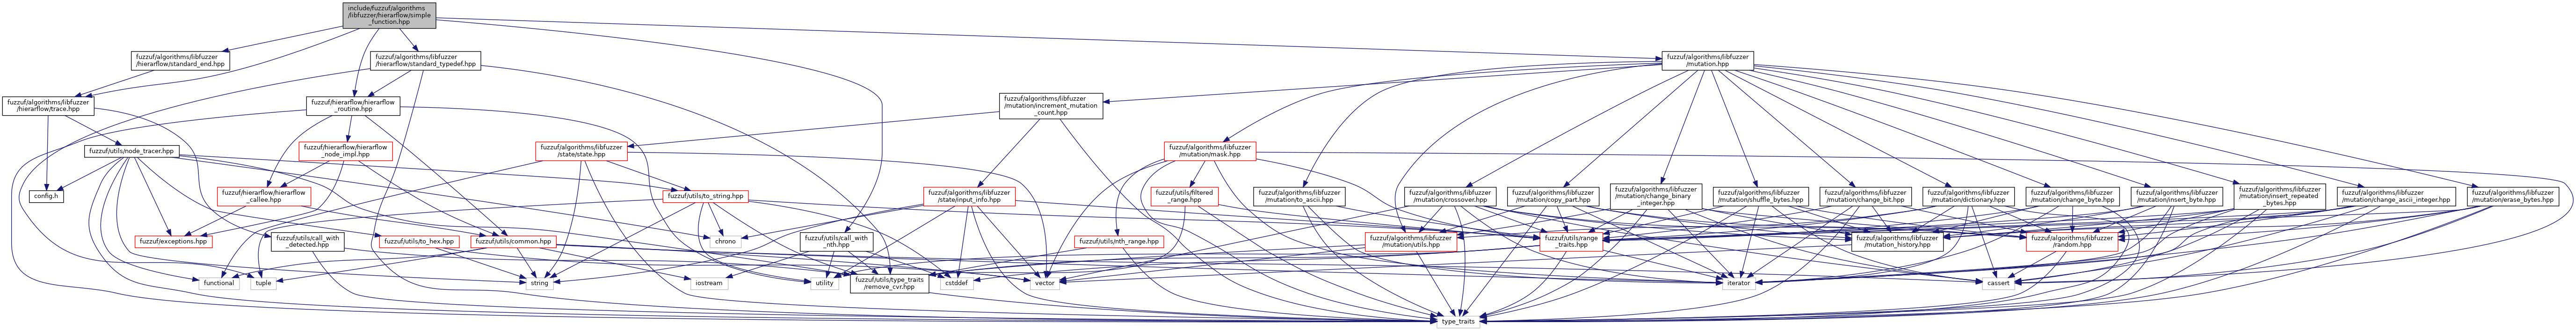 include/fuzzuf/algorithms
/libfuzzer/hierarflow/simple
_function.hpp
fuzzuf/algorithms/libfuzzer
/hierarflow/standard_end.hpp
fuzzuf/algorithms/libfuzzer
/hierarflow/standard_typedef.hpp
fuzzuf/algorithms/libfuzzer
/mutation.hpp
fuzzuf/algorithms/libfuzzer
/hierarflow/trace.hpp
fuzzuf/hierarflow/hierarflow
_routine.hpp
fuzzuf/algorithms/libfuzzer
/mutation/increment_mutation
_count.hpp
fuzzuf/utils/node_tracer.hpp
fuzzuf/hierarflow/hierarflow
_node_impl.hpp
fuzzuf/algorithms/libfuzzer
/state/state.hpp
fuzzuf/algorithms/libfuzzer
/mutation/mask.hpp
config.h
fuzzuf/hierarflow/hierarflow
_callee.hpp
fuzzuf/utils/to_string.hpp
fuzzuf/algorithms/libfuzzer
/state/input_info.hpp
fuzzuf/utils/filtered
_range.hpp
fuzzuf/algorithms/libfuzzer
/mutation/to_ascii.hpp
fuzzuf/algorithms/libfuzzer
/mutation/crossover.hpp
fuzzuf/algorithms/libfuzzer
/mutation/copy_part.hpp
fuzzuf/algorithms/libfuzzer
/mutation/change_binary
_integer.hpp
fuzzuf/algorithms/libfuzzer
/mutation/shuffle_bytes.hpp
fuzzuf/algorithms/libfuzzer
/mutation/change_bit.hpp
fuzzuf/algorithms/libfuzzer
/mutation/dictionary.hpp
fuzzuf/algorithms/libfuzzer
/mutation/change_byte.hpp
fuzzuf/algorithms/libfuzzer
/mutation/insert_byte.hpp
fuzzuf/algorithms/libfuzzer
/mutation/insert_repeated
_bytes.hpp
fuzzuf/algorithms/libfuzzer
/mutation/change_ascii_integer.hpp
fuzzuf/algorithms/libfuzzer
/mutation/erase_bytes.hpp
fuzzuf/exceptions.hpp
fuzzuf/utils/call_with
_detected.hpp
fuzzuf/utils/to_hex.hpp
fuzzuf/utils/common.hpp
chrono
fuzzuf/utils/call_with
_nth.hpp
fuzzuf/utils/nth_range.hpp
fuzzuf/algorithms/libfuzzer
/mutation/utils.hpp
fuzzuf/utils/range
_traits.hpp
fuzzuf/algorithms/libfuzzer
/mutation_history.hpp
fuzzuf/algorithms/libfuzzer
/random.hpp
functional
tuple
string
iostream
utility
fuzzuf/utils/type_traits
/remove_cvr.hpp
cstddef
vector
iterator
cassert
type_traits